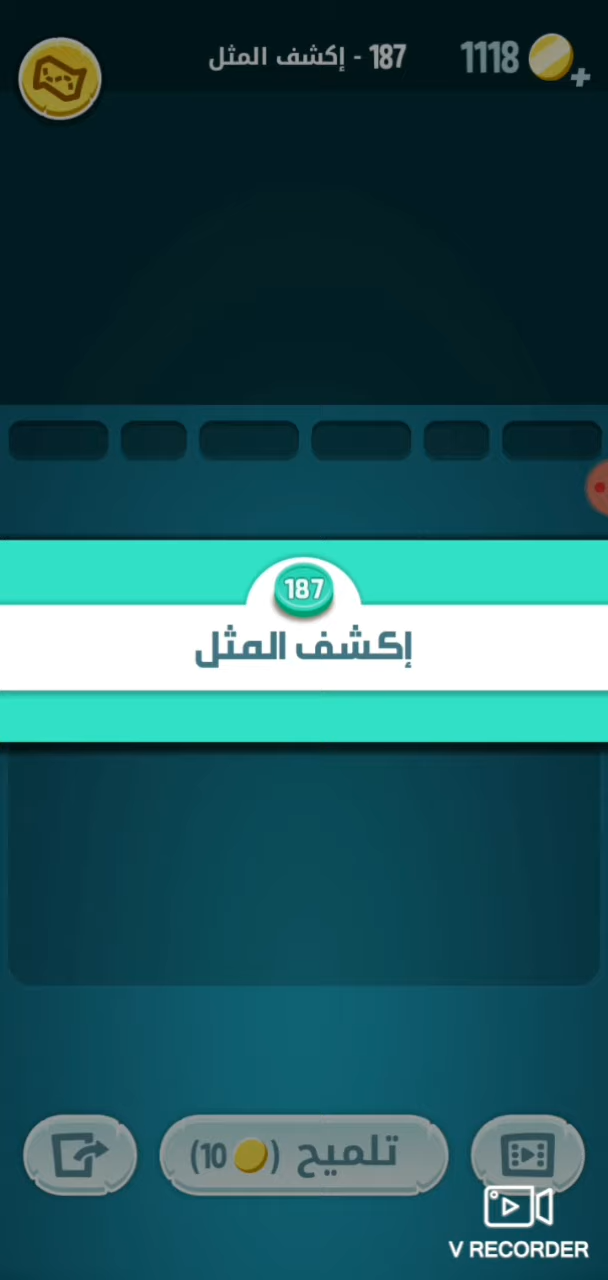 187 - إكشف المثل
1118
187
إكشف المثل
تلميح (10)
V RECORDER